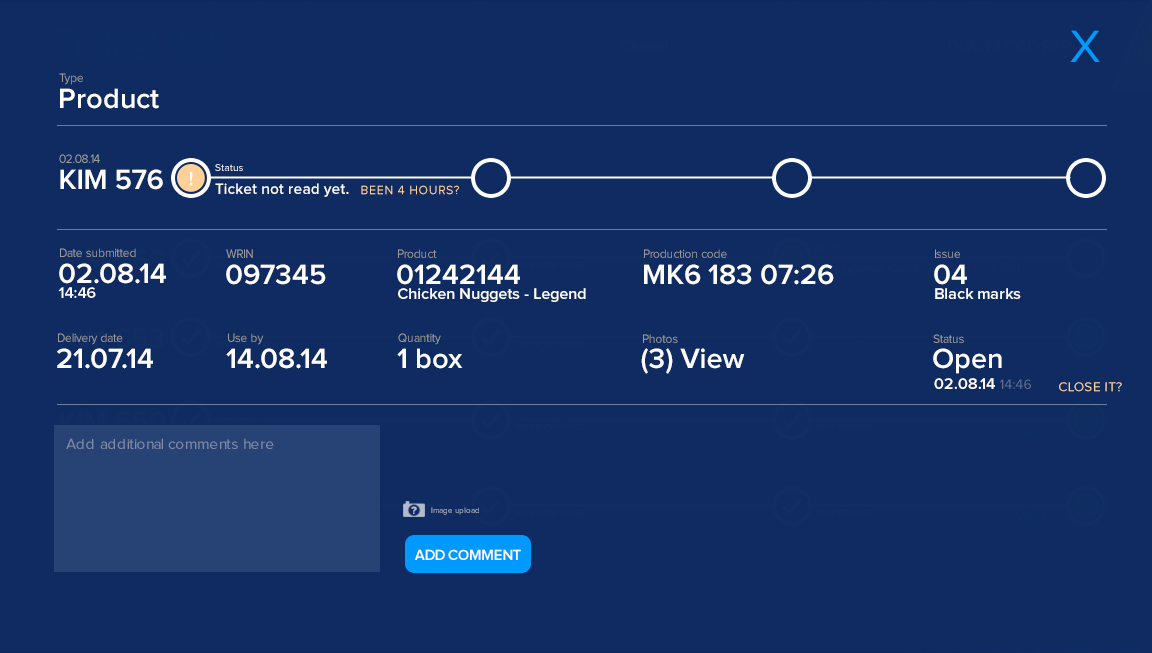 X
Type
Product
02.08.14
KIM 576
!
Status
Ticket not read yet. BEEN 4 HOURS?
Date submitted
02.08.14
14:46
WRIN
097345
Product
01242144
Chicken Nuggets - Legend
Production code
MK6 183 07:26
Issue
04
Black marks
Delivery date
21.07.14
Use by
14.08.14
Quantity
1 box
Photos
(3) View
Status
Open
02.08.14 14:46
CLOSE IT?
Add additional comments here
?
Image upload
ADD COMMENT